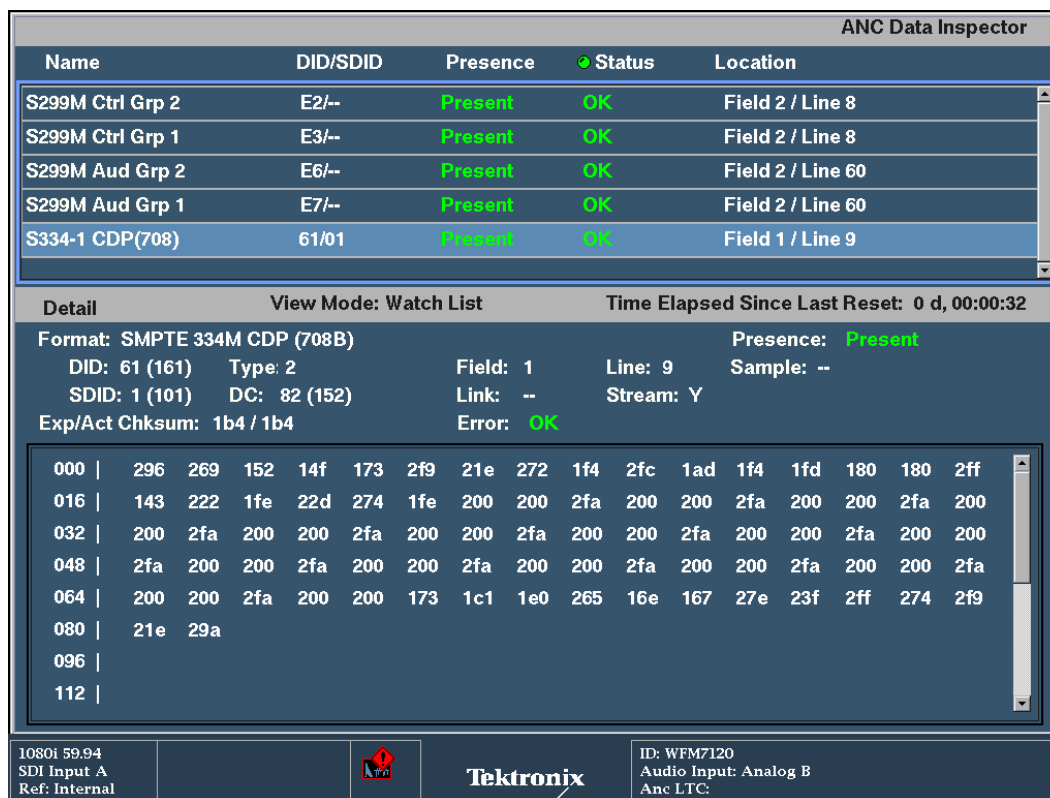 ANC Data Inspector
Name DID/SDID Presence Status Location
S299M Ctrl Grp 2 E2/-- Present OK Field 2 / Line 8
S299M Ctrl Grp 1 E3/-- Present OK Field 2 / Line 8
S299M Aud Grp 2 E6/-- Present OK Field 2 / Line 60
S299M Aud Grp 1 E7/-- Present OK Field 2 / Line 60
S334-1 CDP(708) 61/01 Present OK Field 1 / Line 9
Detail View Mode: Watch List Time Elapsed Since Last Reset: 0 d, 00:00:32
Format: SMPTE 334M CDP (708B) Presence: Present
DID: 61 (161) Type: 2 Field: 1 Line: 9 Sample: --
SDID: 1 (101) DC: 82 (152) Link: -- Stream: Y
Exp/Act Chksum: 1b4 / 1b4 Error: OK
000 | 296 269 152 14f 173 2f9 21e 272 1f4 2fc 1ad 1f4 1fd 180 180 2ff
016 | 143 222 1fe 22d 274 1fe 200 200 2fa 200 200 2fa 200 200 2fa 200
032 | 200 2fa 200 200 2fa 200 200 2fa 200 200 2fa 200 200 2fa 200 200
048 | 2fa 200 200 2fa 200 200 2fa 200 200 2fa 200 200 2fa 200 200 2fa
064 | 200 200 2fa 200 200 173 1c1 1e0 265 16e 167 27e 23f 2ff 274 2f9
080 | 21e 29a
096 |
112 |
1080i 59.94
SDI Input A
Ref: Internal
Tektronix
ID: WFM7120
Audio Input: Analog B
Anc LTC: